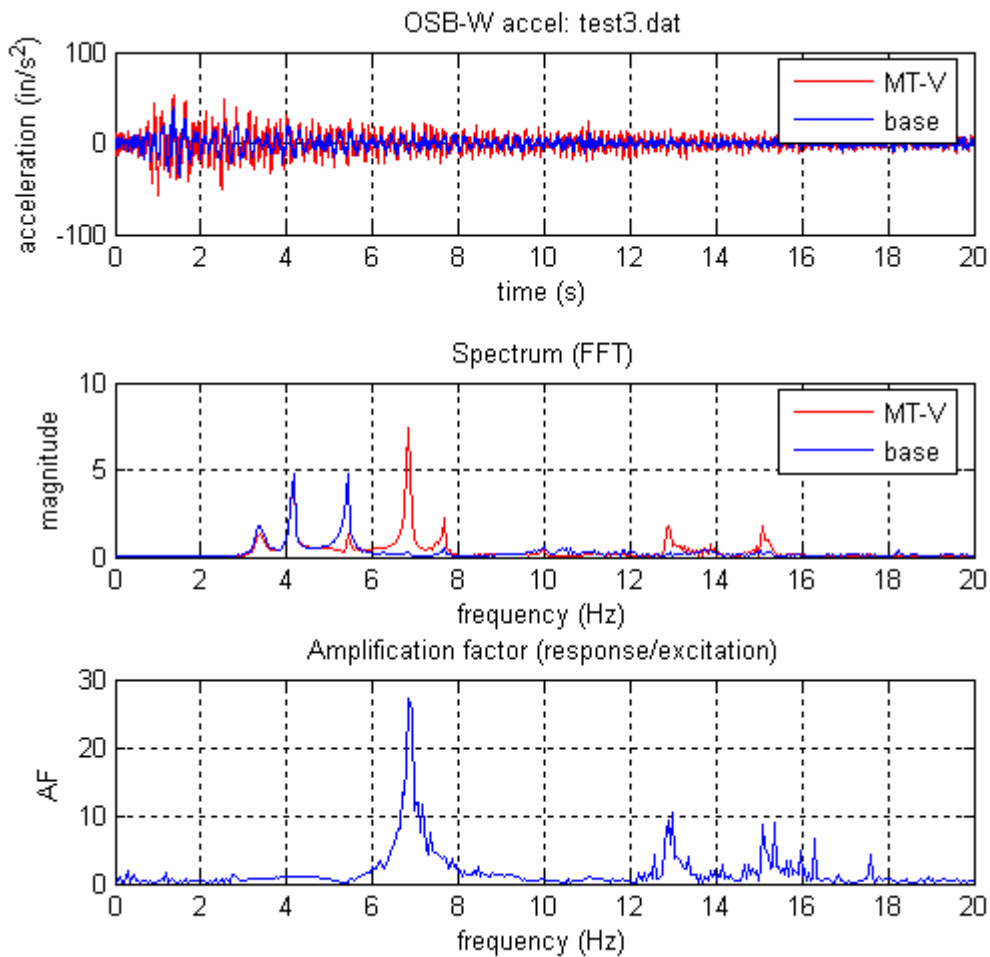 OSB-W accel: test3.dat
acceleration (in/s²)
100
0
-100
MT-V
base
0 2 4 6 8 10 12 14 16 18 20
time (s)
Spectrum (FFT)
magnitude
10
5
0
MT-V
base
0 2 4 6 8 10 12 14 16 18 20
frequency (Hz)
Amplification factor (response/excitation)
AF
30
20
10
0
0 2 4 6 8 10 12 14 16 18 20
frequency (Hz)